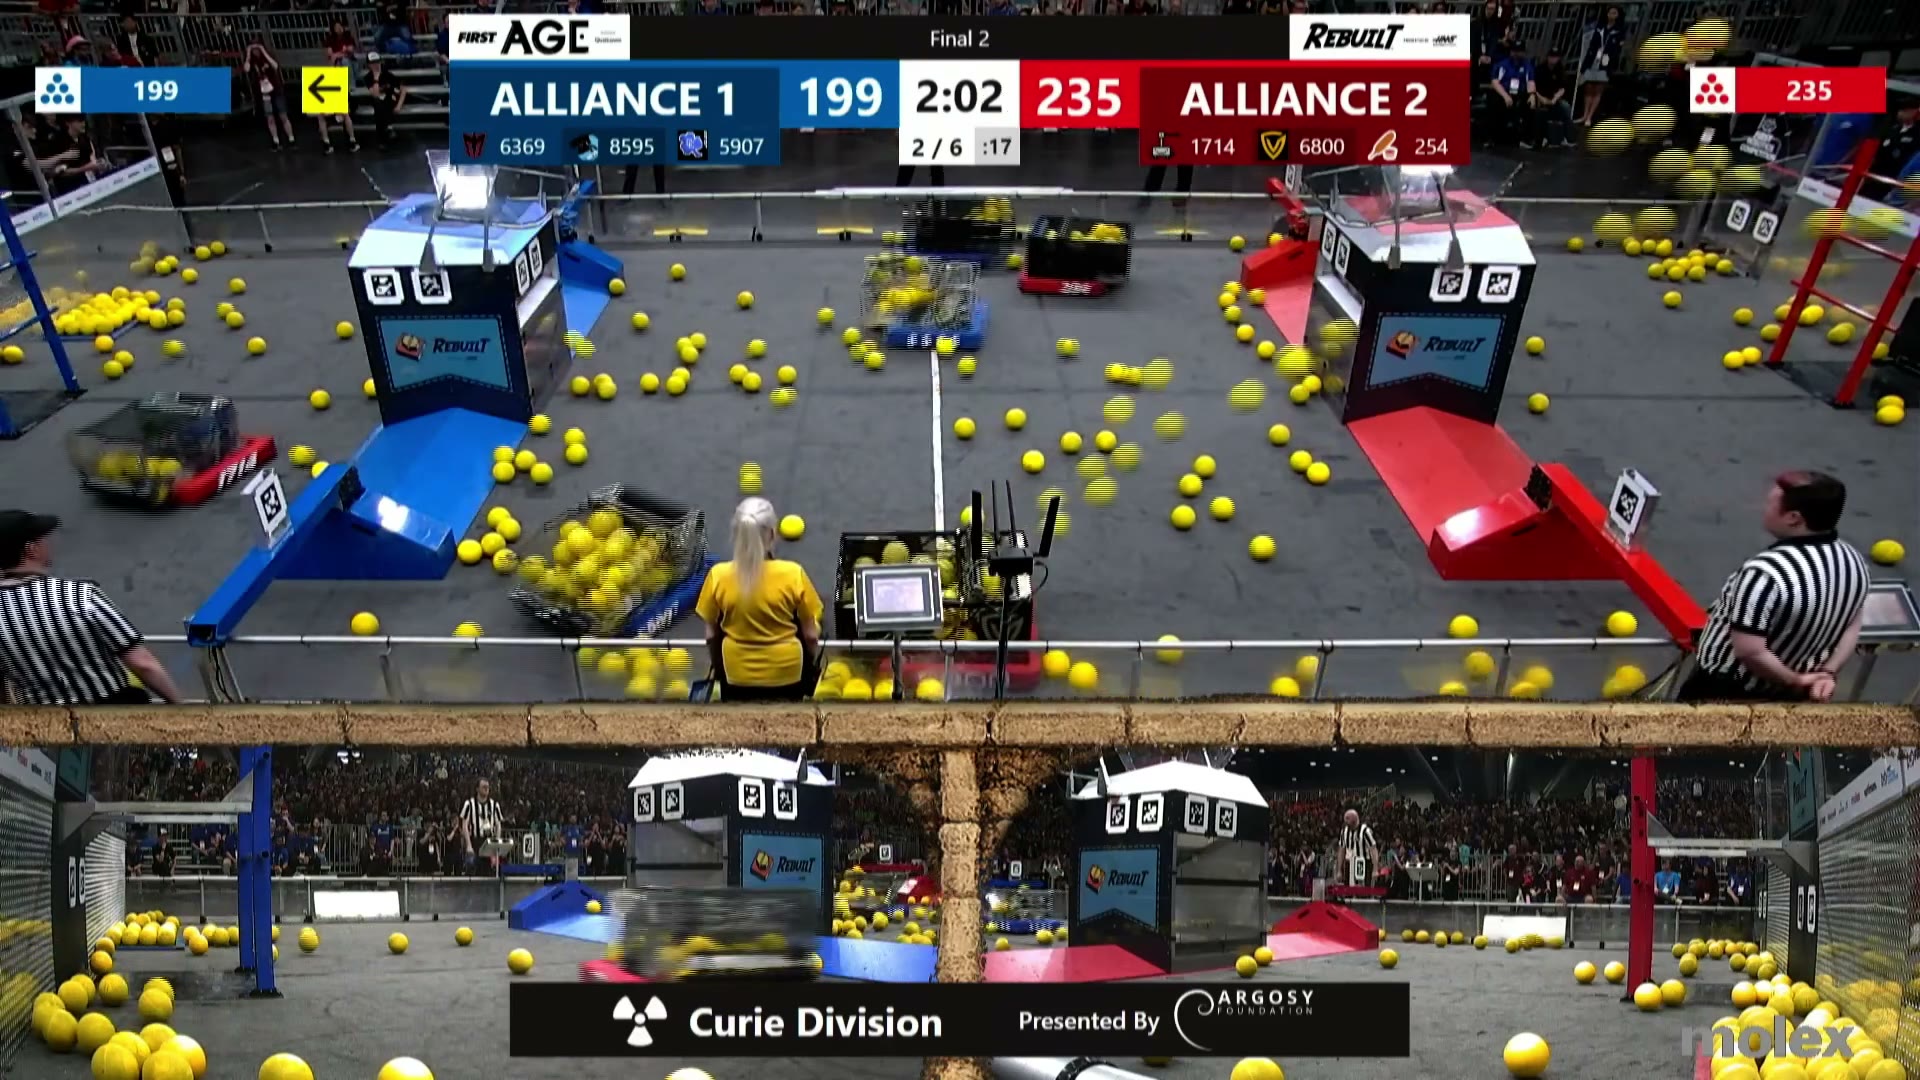 FIRST AGE
Final 2
REBUILT
199
ALLIANCE 1
199
2:02
235
ALLIANCE 2
235
6369
8595
5907
2 / 6
:17
1714
6800
254
REBUILT
REBUILT
REBUILT
REBUILT
Curie Division
Presented By
ARGOSY
FOUNDATION
molex